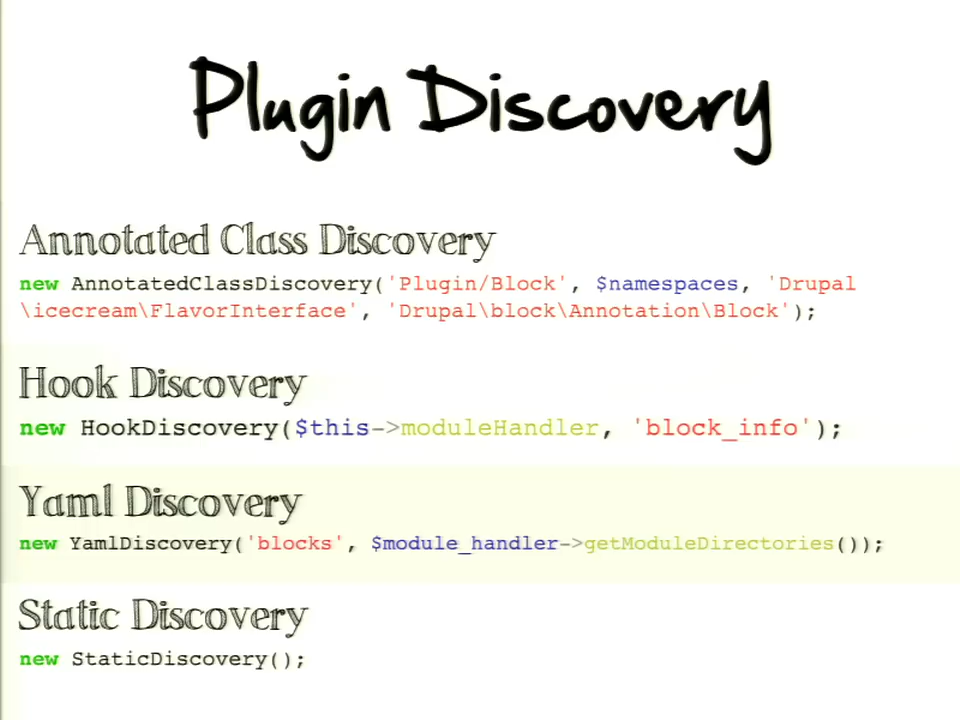 Plugin Discovery
Annotated Class Discovery
new AnnotatedClassDiscovery('Plugin/Block', $namespaces, 'Drupal
\icecream\FlavorInterface', 'Drupal\block\Annotation\Block');
Hook Discovery
new HookDiscovery($this->moduleHandler, 'block_info');
Yaml Discovery
new YamlDiscovery('blocks', $module_handler->getModuleDirectories());
Static Discovery
new StaticDiscovery();